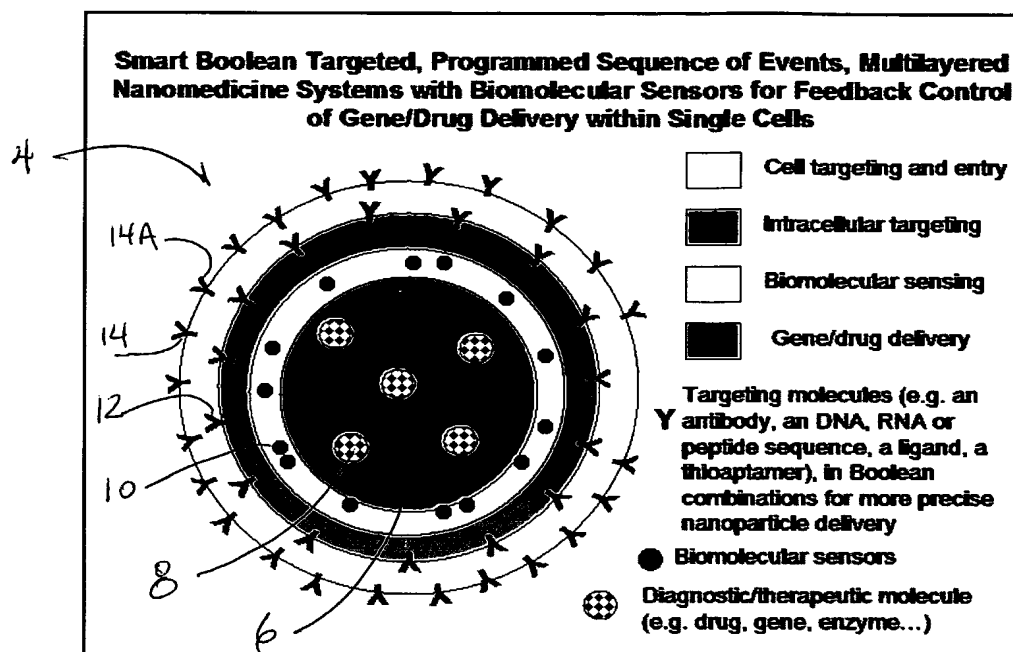 Smart Boolean Targeted, Programmed Sequence of Events, Multilayered
Nanomedicine Systems with Biomolecular Sensors for Feedback Control
of Gene/Drug Delivery within Single Cells
4
14A
14
12
10
8
6
Cell targeting and entry
Intracellular targeting
Biomolecular sensing
Gene/drug delivery
Targeting molecules (e.g. an
antibody, an DNA, RNA or
peptide sequence, a ligand, a
thioaptamer), in Boolean
combinations for more precise
nanoparticle delivery
Biomolecular sensors
Diagnostic/therapeutic molecule
(e.g. drug, gene, enzyme...)